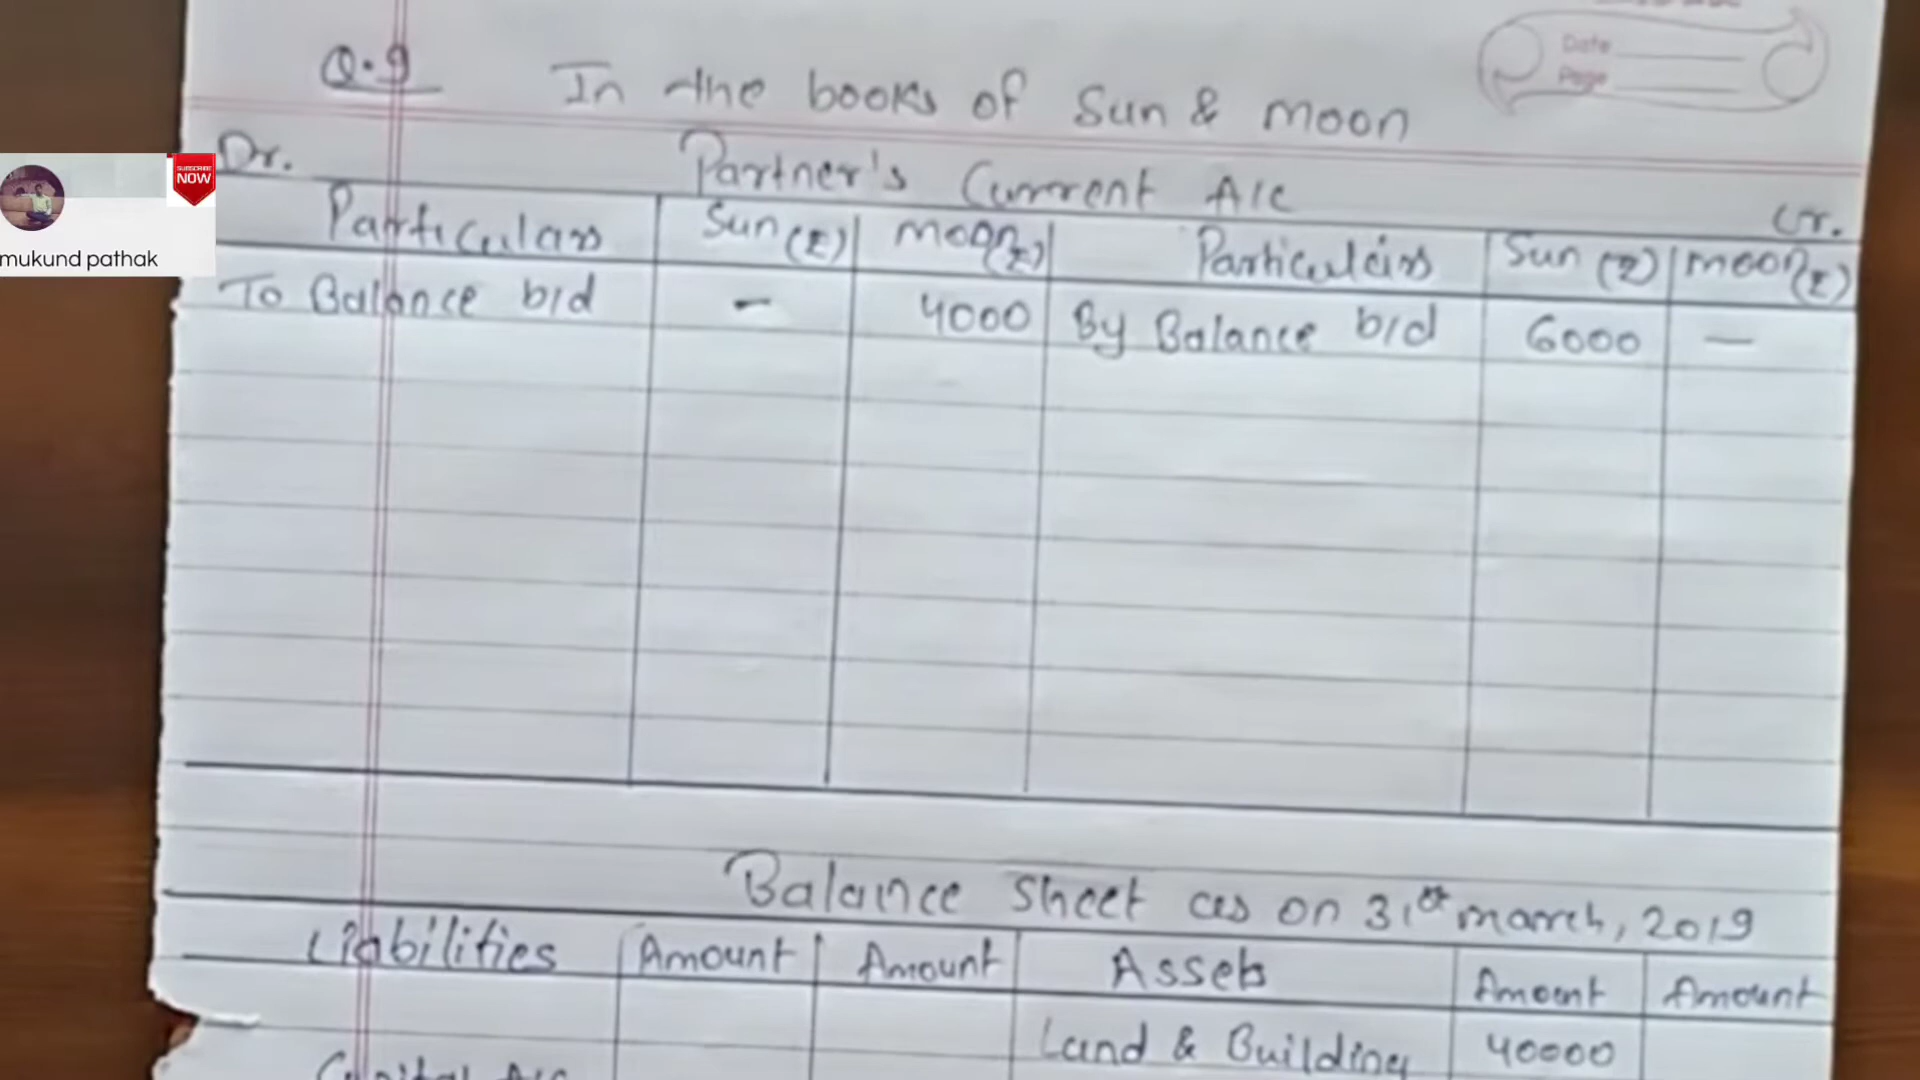 Q.9
In the books of Sun & Moon
Date
Page
Dr. Partner's Current A/c Cr.
Particulars Sun(₹) Moon(₹) Particulars Sun (₹) Moon(₹)
To Balance b/d - 4000 By Balance b/d 6000 —
SUBSCRIBE
NOW
mukund pathak
Balance Sheet as on 31st March, 2019
Liabilities Amount Amount Assets Amount Amount
Land & Building 40000
Capital A/c